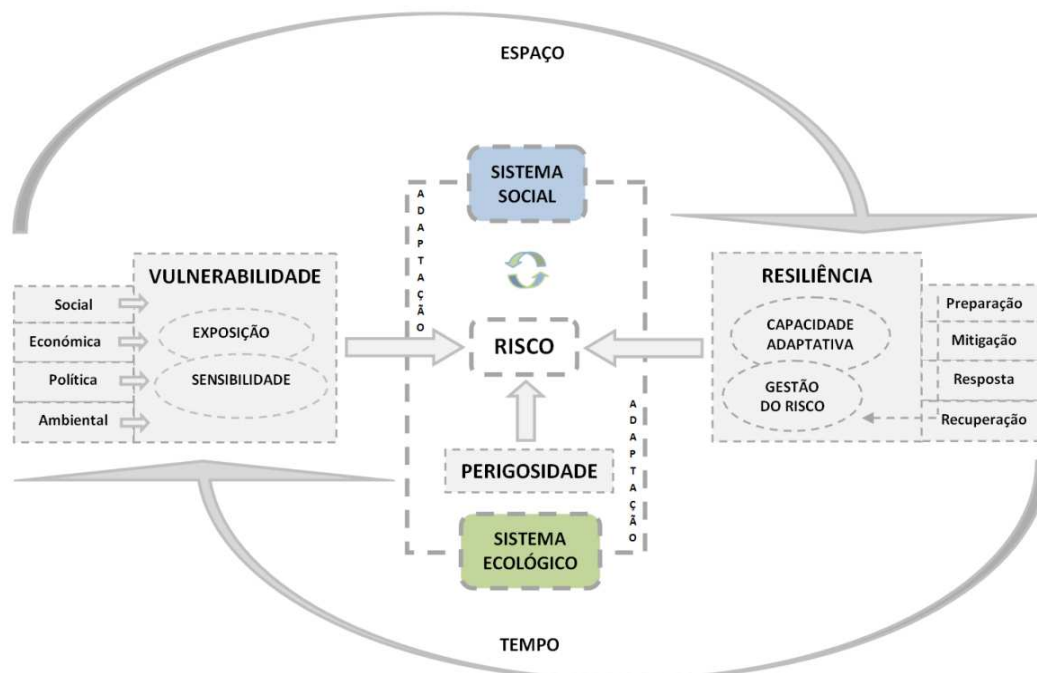 ESPAÇO
SISTEMA
SOCIAL
ADAPTAÇÃO
VULNERABILIDADE
Social
Económica
Política
Ambiental
EXPOSIÇÃO
SENSIBILIDADE
RISCO
RESILIÊNCIA
CAPACIDADE
ADAPTATIVA
GESTÃO
DO RISCO
Preparação
Mitigação
Resposta
Recuperação
PERIGOSIDADE
ADAPTAÇÃO
SISTEMA
ECOLÓGICO
TEMPO